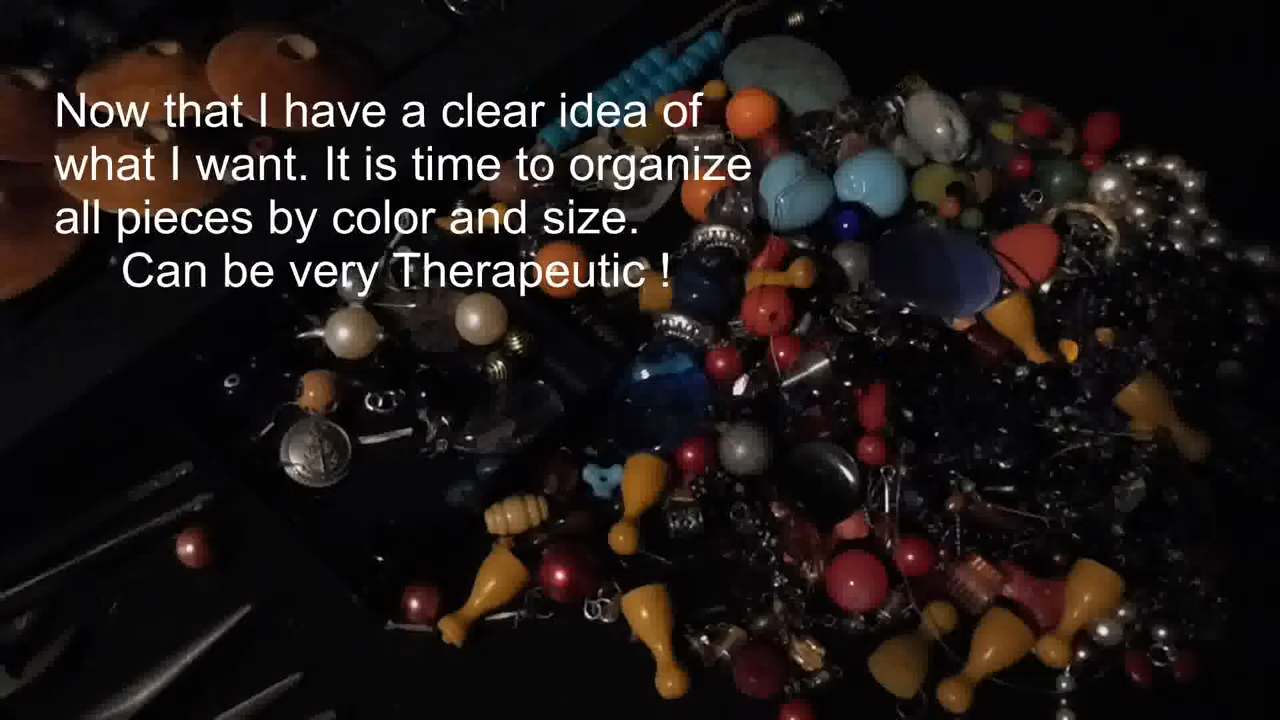 Now that I have a clear idea of
what I want. It is time to organize
all pieces by color and size.
Can be very Therapeutic !